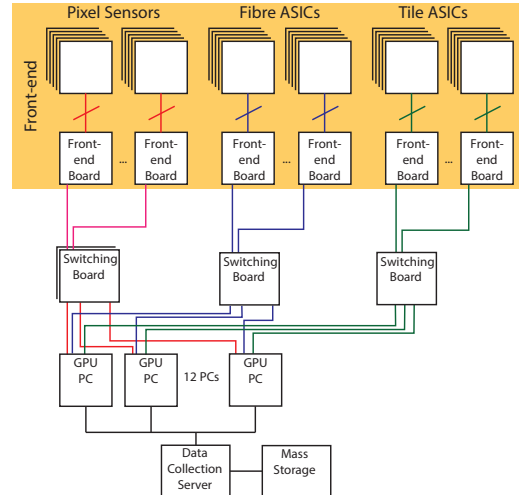 Pixel Sensors
Fibre ASICs
Tile ASICs
Front-end
Front-
end
Board
...
Front-
end
Board
Front-
end
Board
...
Front-
end
Board
Front-
end
Board
...
Front-
end
Board
Switching
Board
Switching
Board
Switching
Board
GPU
PC
GPU
PC
12 PCs
GPU
PC
Data
Collection
Server
Mass
Storage